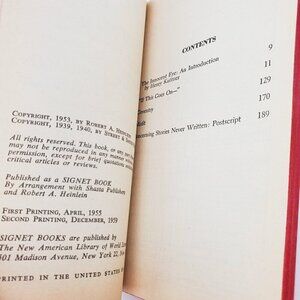 COPYRIGHT, 1953, BY ROBERT A. HEINLEIN
COPYRIGHT, 1939, 1940, BY STREET &
All rights reserved. This book, or any
may not be reproduced in any manner
permission, except for brief quotations
critical articles or reviews.
Published as a SIGNET BOOK
By Arrangement with Shasta Publishers
and Robert A. Heinlein
FIRST PRINTING, APRIL, 1955
SECOND PRINTING, DECEMBER, 1959
SIGNET BOOKS are published by
The New American Library of World
501 Madison Avenue, New York 22, New
PRINTED IN THE UNITED STATES
CONTENTS
The Innocent Eye: An Introduction 9
by Henry Kuttner
If This Goes On— 11
129
170
Concerning Stories Never Written: Postscript 189